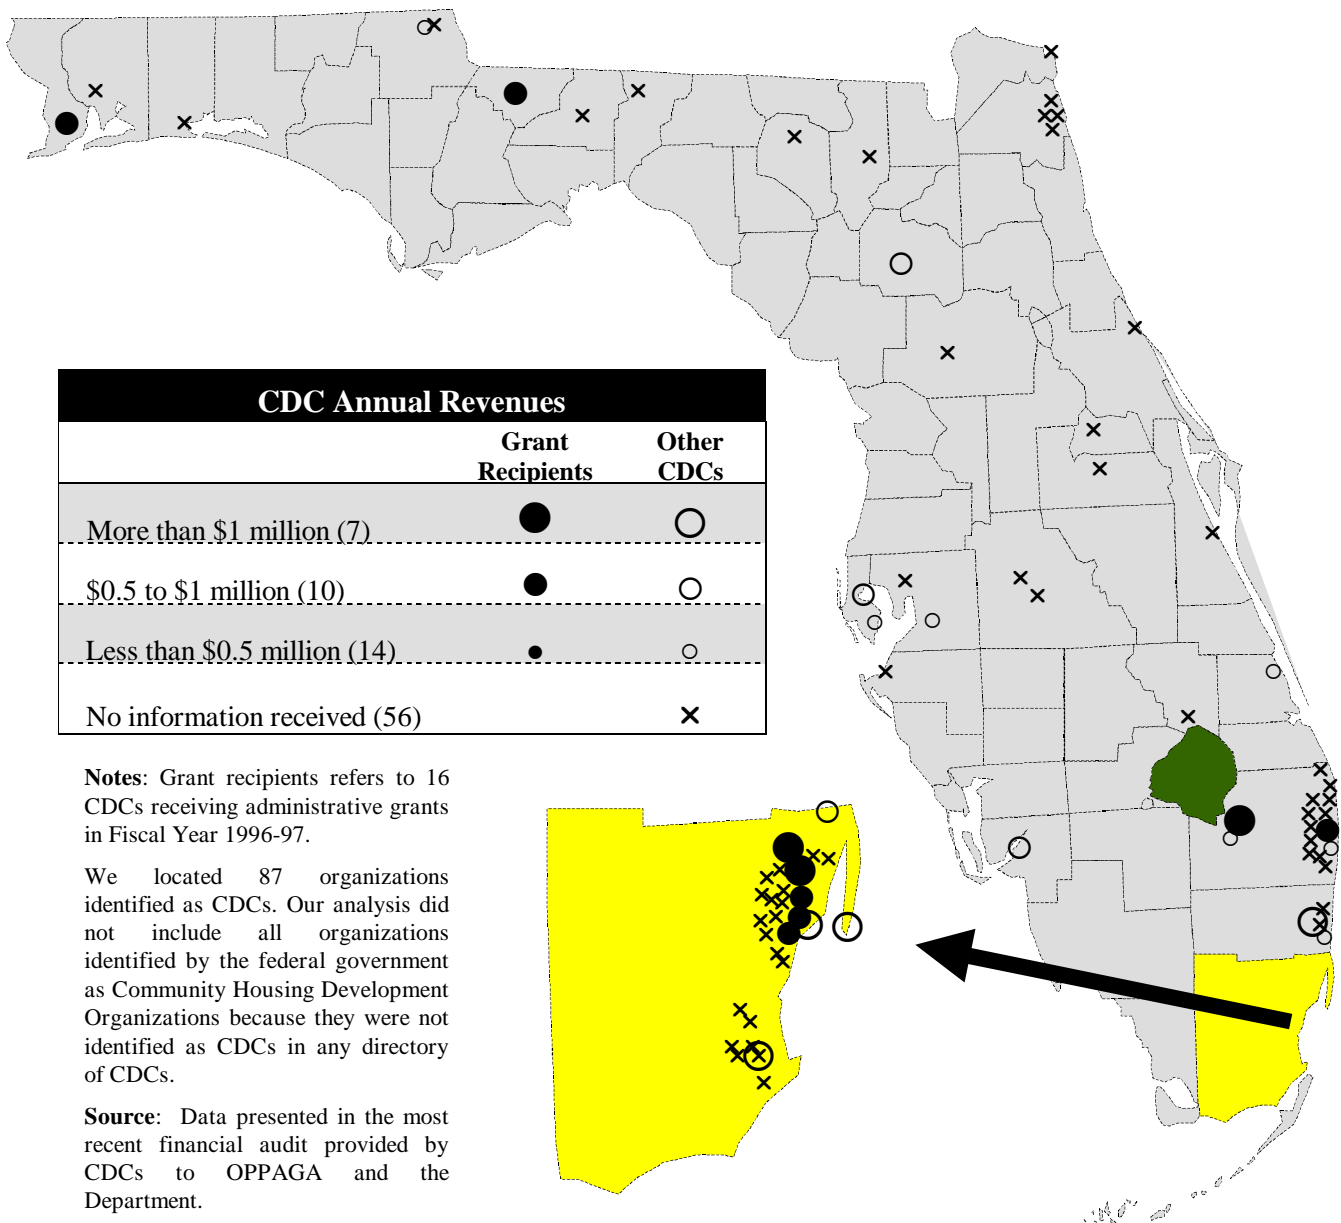 CDC Annual Revenues
Grant Recipients
Other CDCs
More than $1 million (7)
$0.5 to $1 million (10)
Less than $0.5 million (14)
No information received (56)
Notes: Grant recipients refers to 16
CDCs receiving administrative grants
in Fiscal Year 1996-97.
We located 87 organizations
identified as CDCs. Our analysis did
not include all organizations
identified by the federal government
as Community Housing Development
Organizations because they were not
identified as CDCs in any directory
of CDCs.
Source: Data presented in the most
recent financial audit provided by
CDCs to OPPAGA and the
Department.